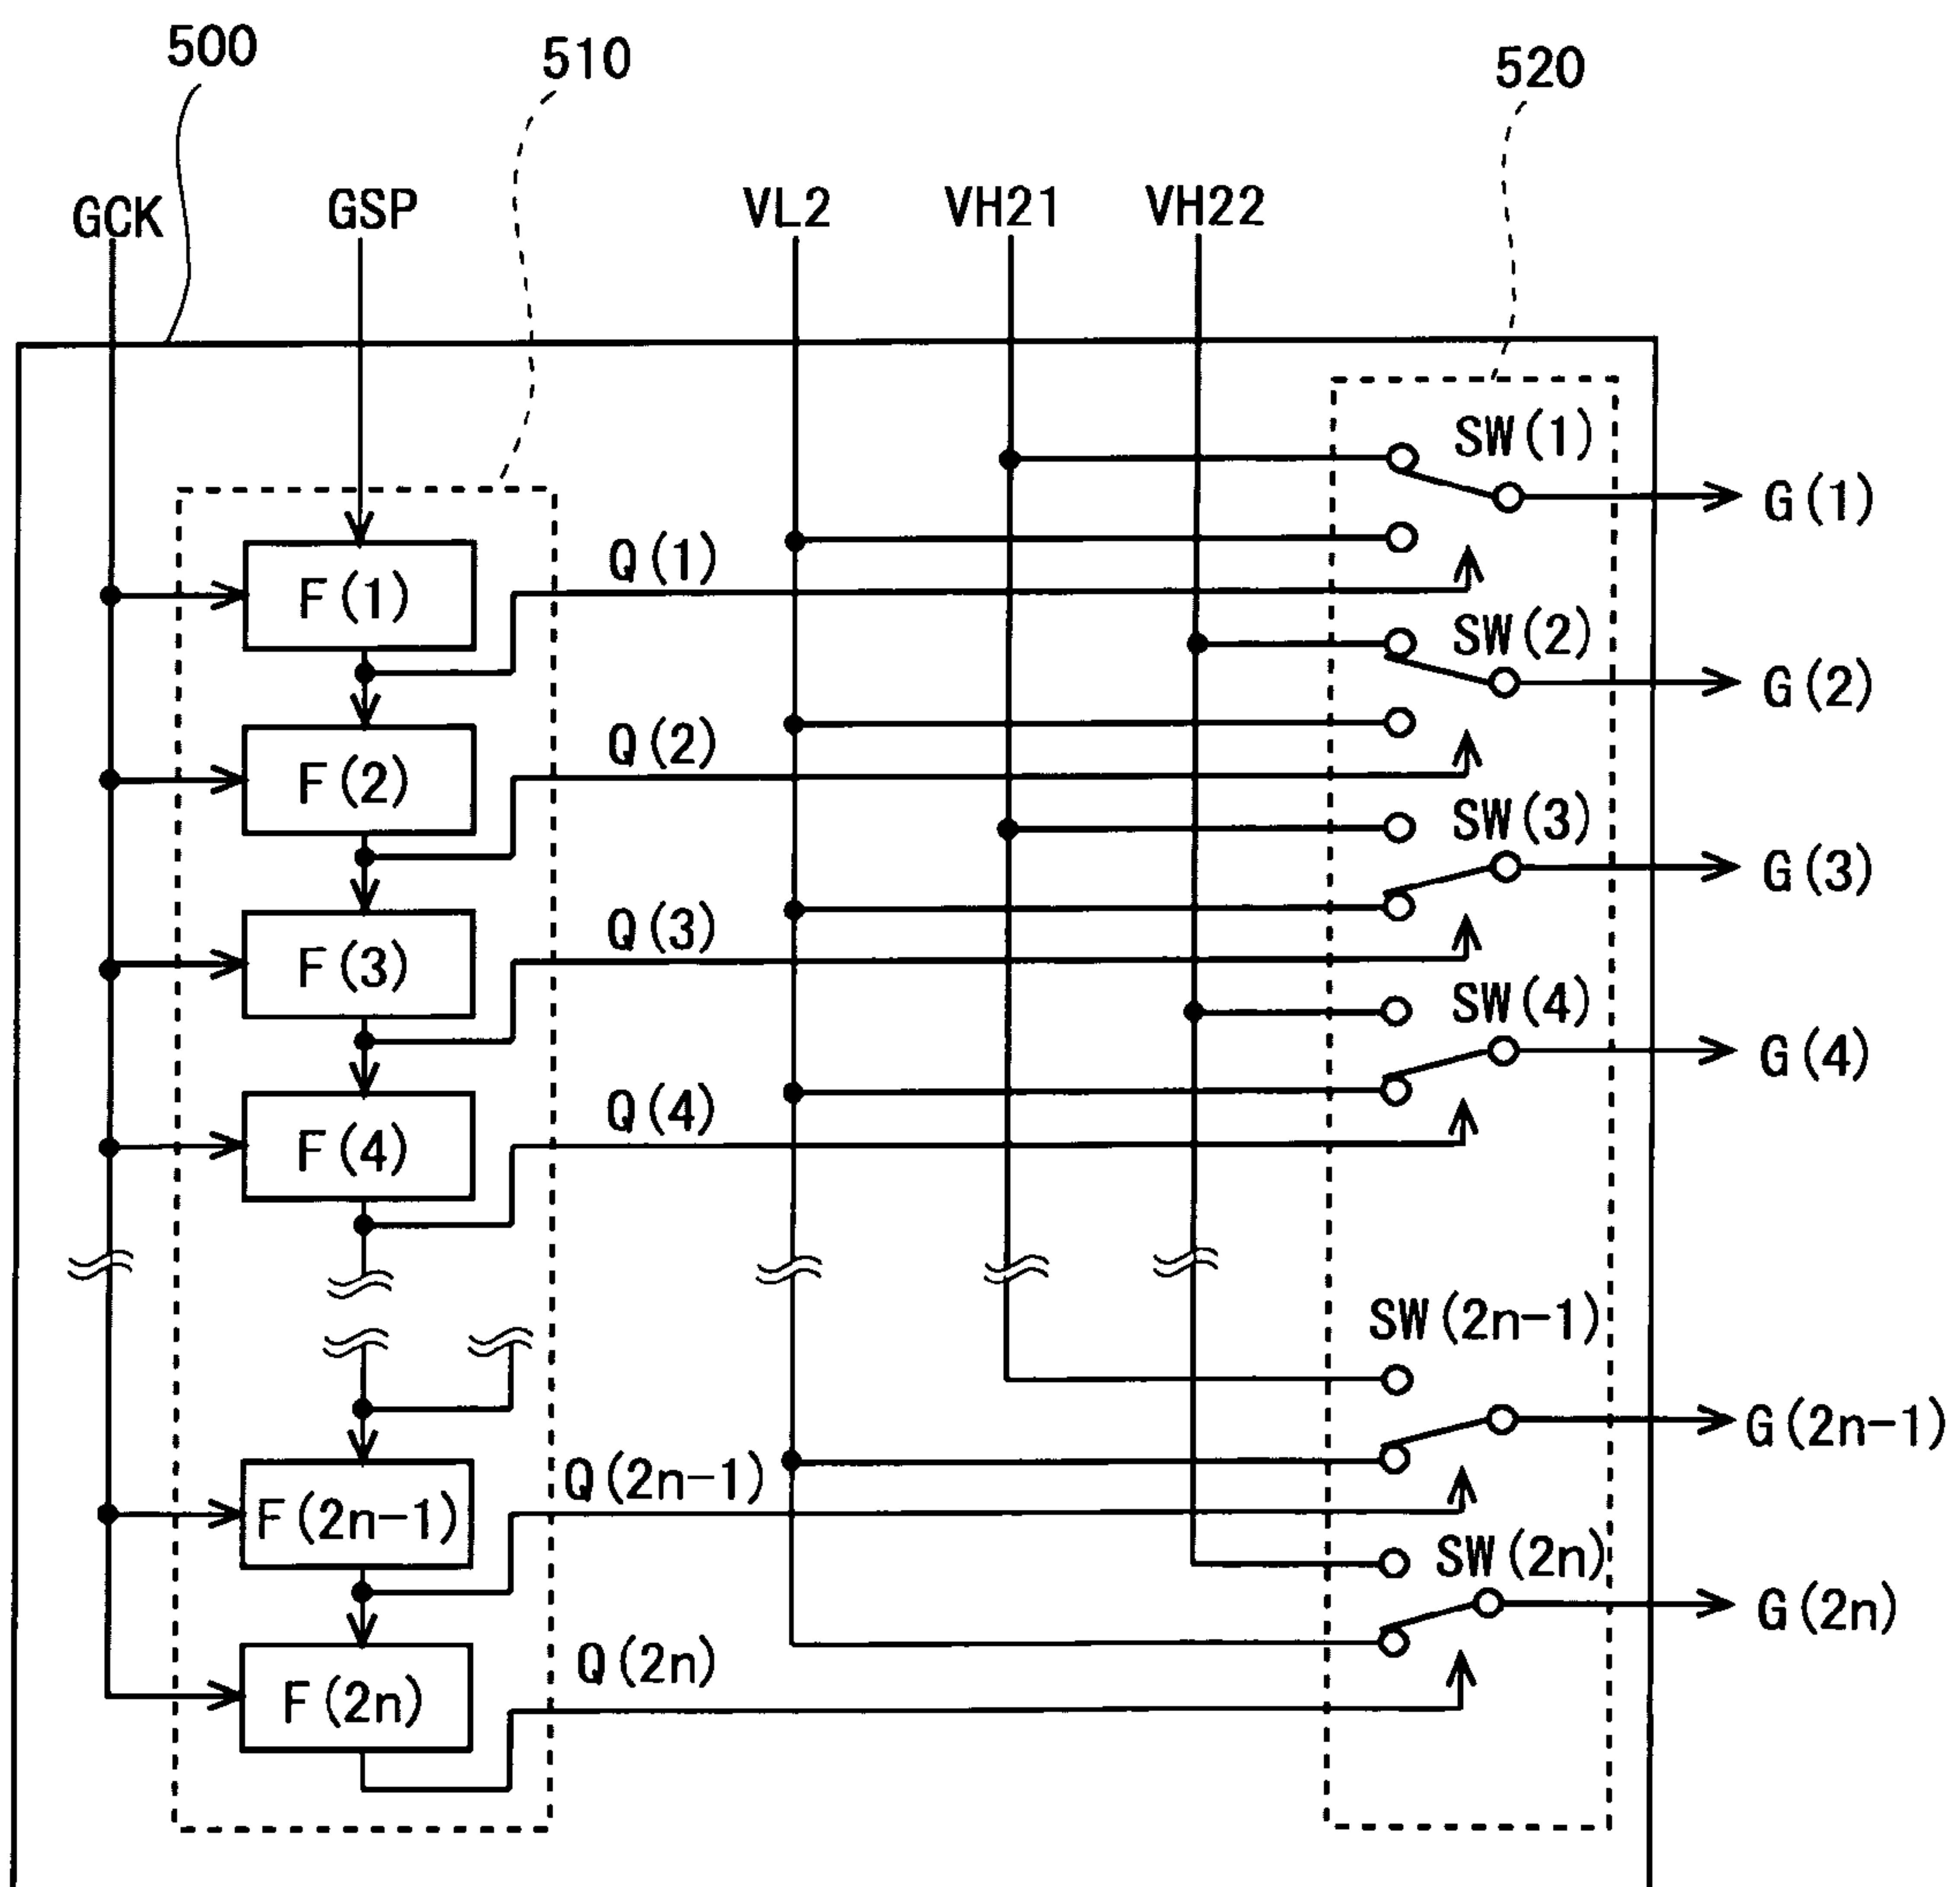 500
510
520
GCK
GSP
VL2
VH21
VH22
SW(1)
G(1)
Q(1)
F(1)
SW(2)
G(2)
Q(2)
F(2)
SW(3)
G(3)
Q(3)
F(3)
SW(4)
G(4)
Q(4)
F(4)
SW(2n-1)
G(2n-1)
Q(2n-1)
F(2n-1)
SW(2n)
G(2n)
Q(2n)
F(2n)